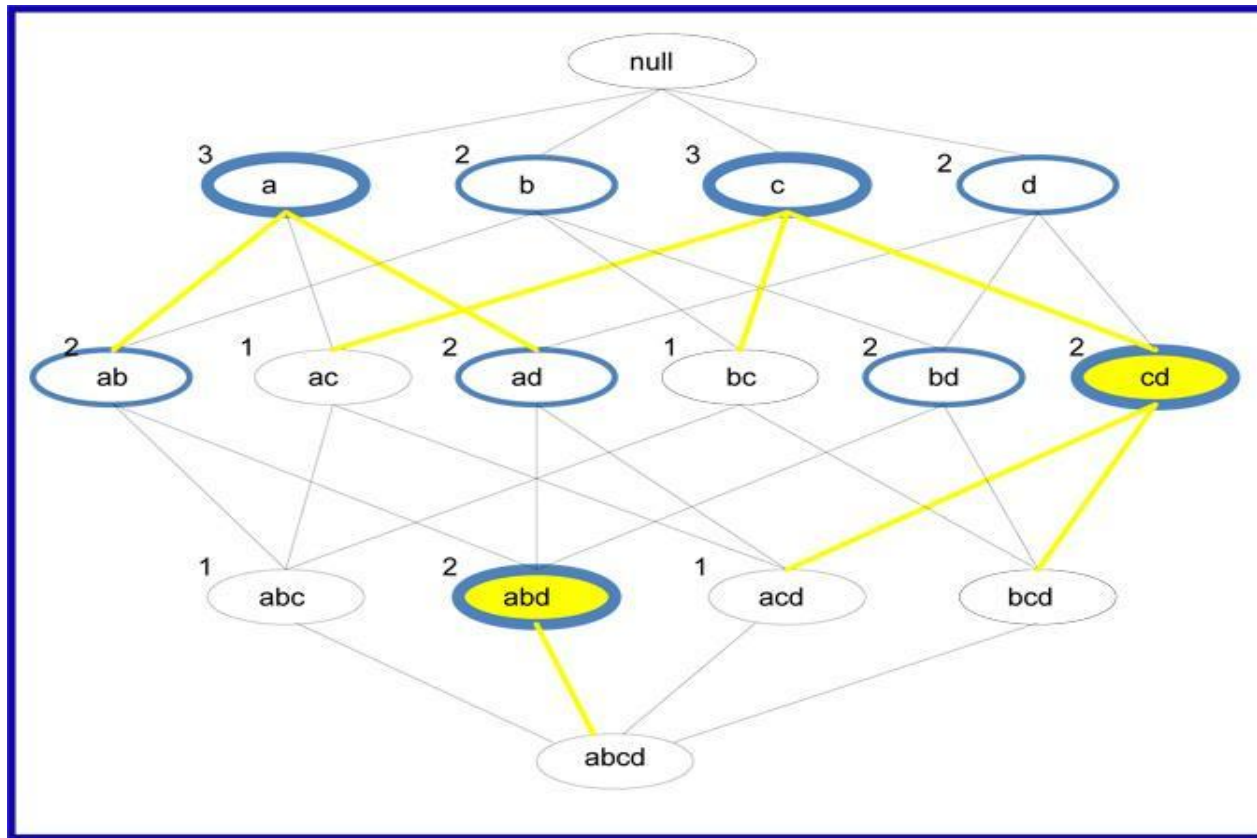 null
3 2 3 2
a b c d
2 1 2 1 2 2
ab ac ad bc bd cd
1 2 1
abc abd acd bcd
abcd